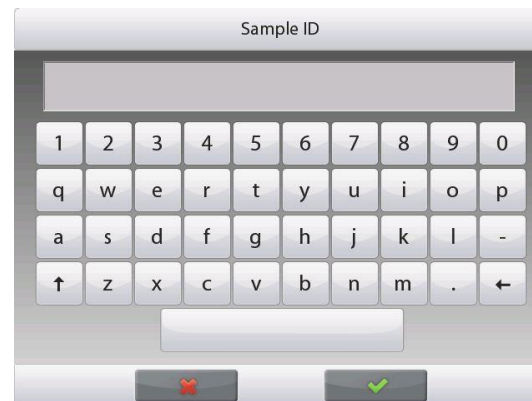 Sample ID
1 2 3 4 5 6 7 8 9 0
q w e r t y u i o p
a s d f g h j k l -
↑ z x c v b n m . ←